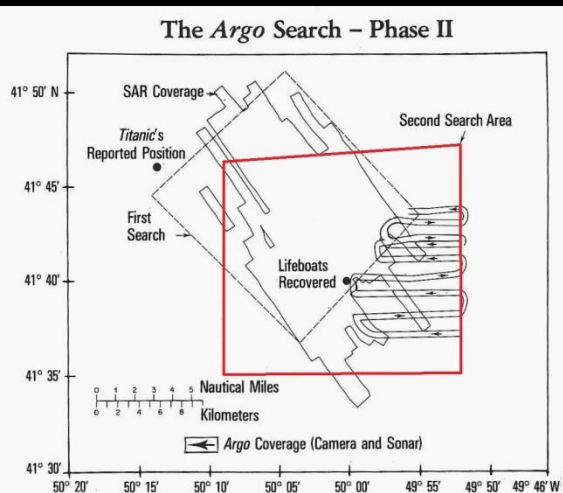 The Argo Search – Phase II
41° 50' N
SAR Coverage
Second Search Area
Titanic's
Reported Position
41° 45'
First
Search
Lifeboats
Recovered
41° 40'
41° 35'
0 1 2 3 4 5 Nautical Miles
0 2 4 6 8 Kilometers
Argo Coverage (Camera and Sonar)
41° 30'
50° 20' 50° 15' 50° 10' 50° 05' 50° 00' 49° 55' 49° 50' 49° 46' W